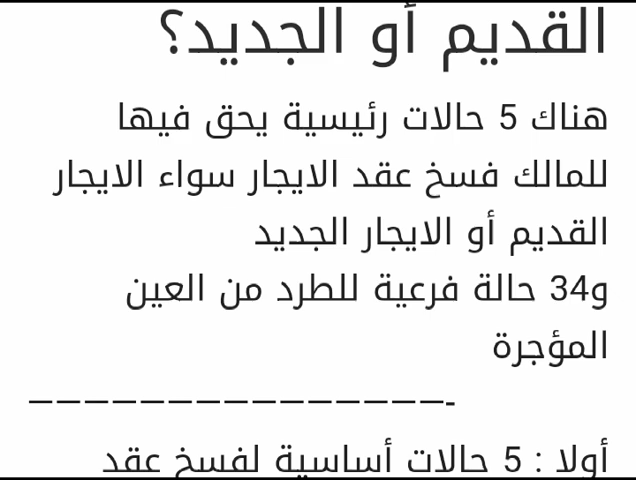 القديم أو الجديد؟
هناك 5 حالات رئيسية يحق فيها
للمالك فسخ عقد الايجار سواء الايجار
القديم أو الايجار الجديد
و34 حالة فرعية للطرد من العين
المؤجرة
———————————————-
أولا : 5 حالات أساسية لفسخ عقد